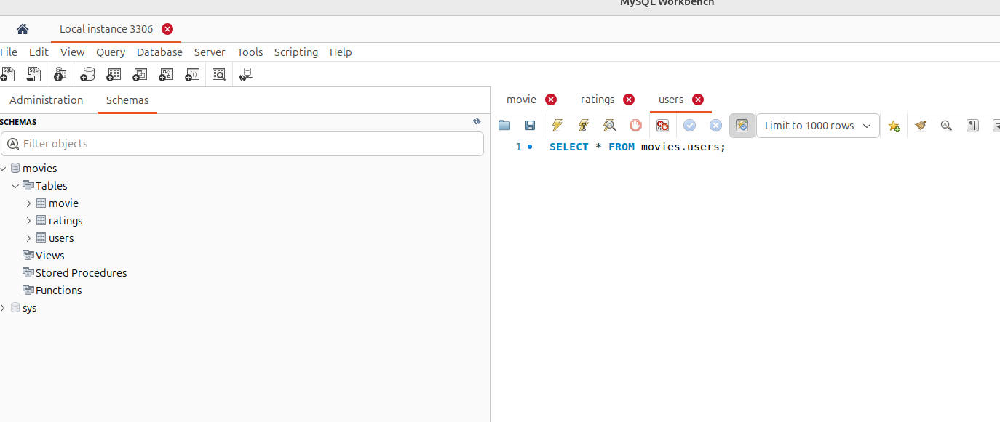 MySQL Workbench
Local instance 3306
File Edit View Query Database Server Tools Scripting Help
Administration Schemas
SCHEMAS
Filter objects
movies
Tables
movie
ratings
users
Views
Stored Procedures
Functions
sys
movie ratings users
Limit to 1000 rows
1 SELECT * FROM movies.users;